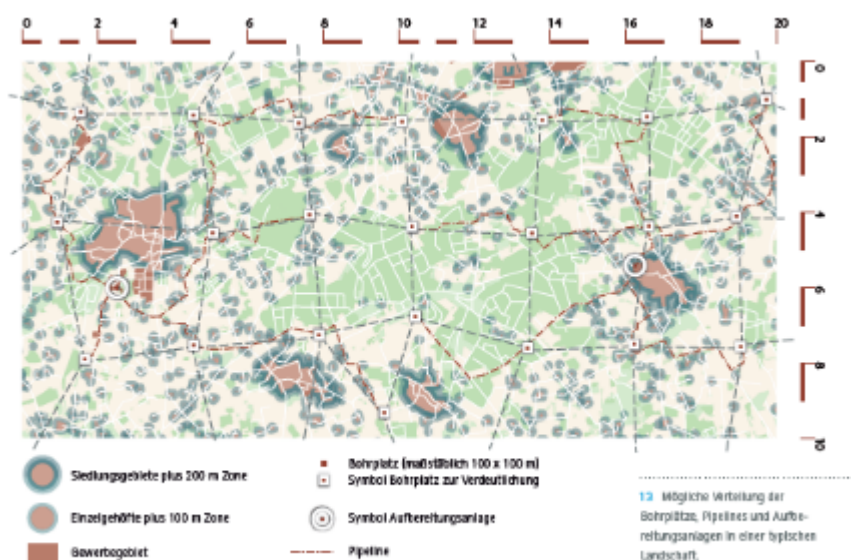 0 2 4 6 8 10 12 14 16 18 20
0
2
4
6
8
10
Siedlungsgebiete plus 200 m Zone
Einzelgehöfte plus 100 m Zone
Gewerbegebiet
Bohrplatz (maßstäblich 100 x 100 m)
Symbol Bohrplatz zur Verdeutlichung
Symbol Aufbereitungsanlage
Pipeline
13 Mögliche Verteilung der
Bohrplätze, Pipelines und Aufbe-
reitungsanlagen in einer typischen
Landschaft.